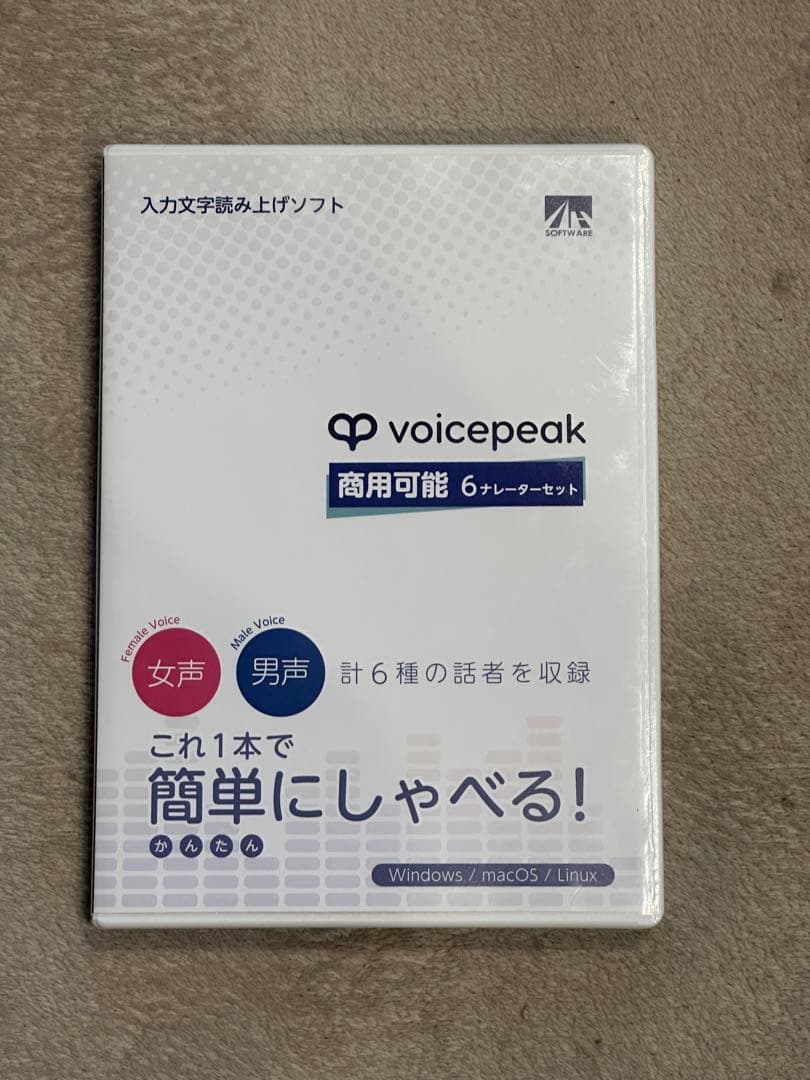 入力文字読み上げソフト
AH
SOFTWARE
voicepeak
商用可能 6ナレーターセット
Female Voice
女声
Male Voice
男声
計6種の話者を収録
これ1本で
簡単にしゃべる!
かんたん
Windows / macOS / Linux